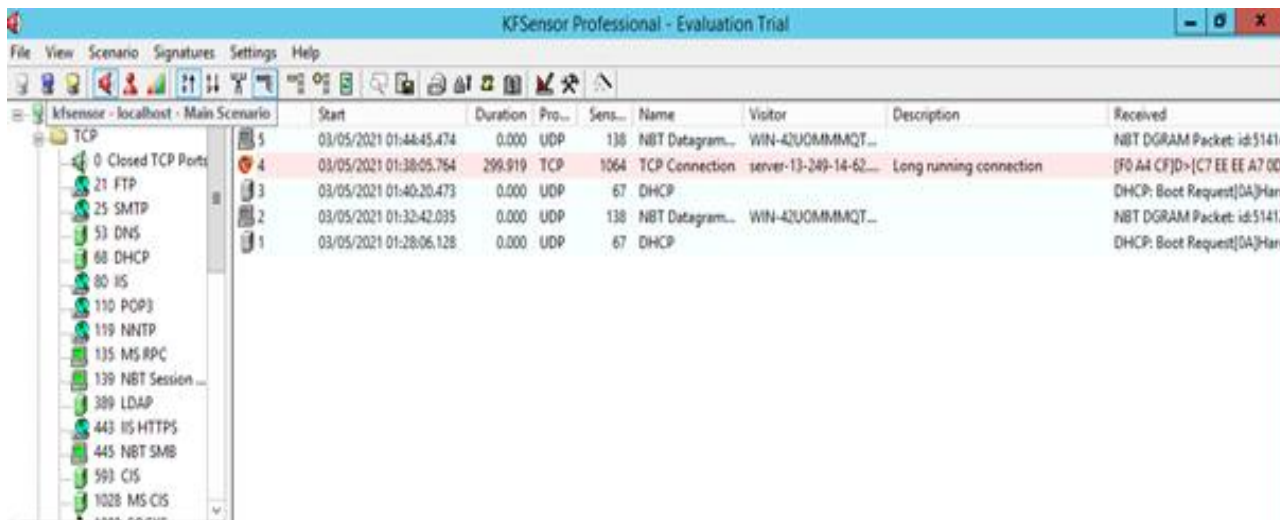 KFSensor Professional - Evaluation Trial
File View Scenario Signatures Settings Help
kfsensor - localhost - Main Scenario
TCP
0 Closed TCP Ports
21 FTP
25 SMTP
53 DNS
68 DHCP
80 IIS
110 POP3
119 NNTP
135 MS RPC
139 NBT Session ...
389 LDAP
443 IIS HTTPS
445 NBT SMB
593 CIS
1028 MS CIS
Start Duration Pro... Sens... Name Visitor Description Received
5 03/05/2021 01:44:45.474 0.000 UDP 138 NBT Datagram... WIN-42UOMMMQT... NBT DGRAM Packet: id:5141
4 03/05/2021 01:38:05.764 299.919 TCP 1064 TCP Connection server-13-249-14-62.... Long running connection [F0 A4 CF]D>[C7 EE EE A7 0D
3 03/05/2021 01:40:20.473 0.000 UDP 67 DHCP DHCP: Boot Request[0A]Har
2 03/05/2021 01:32:42.035 0.000 UDP 138 NBT Datagram... WIN-42UOMMMQT... NBT DGRAM Packet: id:5141
1 03/05/2021 01:28:06.128 0.000 UDP 67 DHCP DHCP: Boot Request[0A]Har